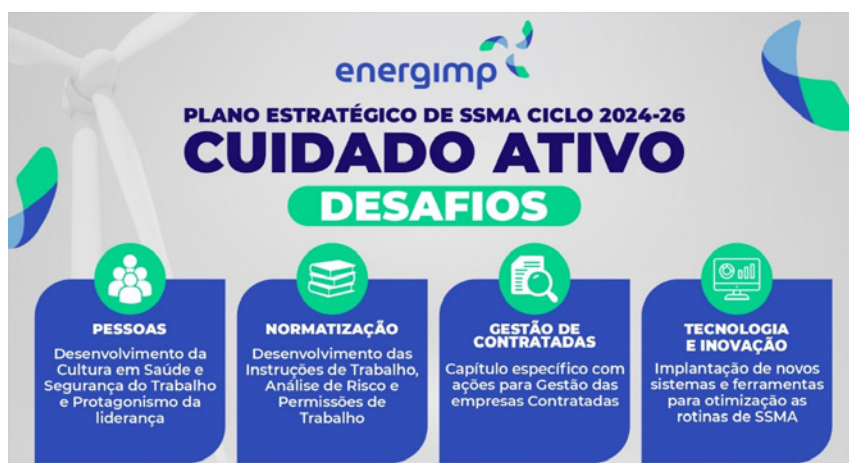 energimp
PLANO ESTRATÉGICO DE SSMA CICLO 2024-26
CUIDADO ATIVO
DESAFIOS
PESSOAS
Desenvolvimento da
Cultura em Saúde e
Segurança do Trabalho
e Protagonismo da
liderança
NORMATIZAÇÃO
Desenvolvimento das
Instruções de Trabalho,
Análise de Risco e
Permissões de
Trabalho
GESTÃO DE
CONTRATADAS
Capítulo específico com
ações para Gestão das
empresas Contratadas
TECNOLOGIA
E INOVAÇÃO
Implantação de novos
sistemas e ferramentas
para otimização as
rotinas de SSMA